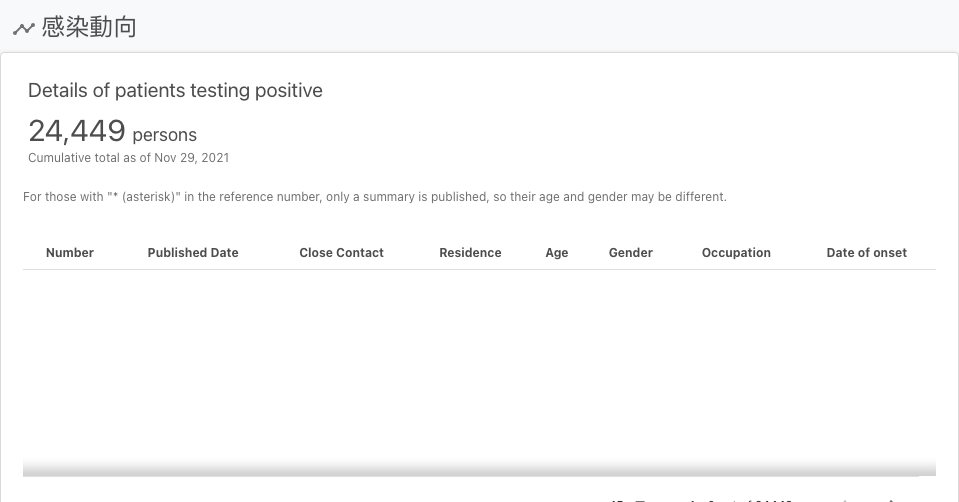 感染動向
Details of patients testing positive
24,449 persons
Cumulative total as of Nov 29, 2021
For those with "* (asterisk)" in the reference number, only a summary is published, so their age and gender may be different.
Number Published Date Close Contact Residence Age Gender Occupation Date of onset